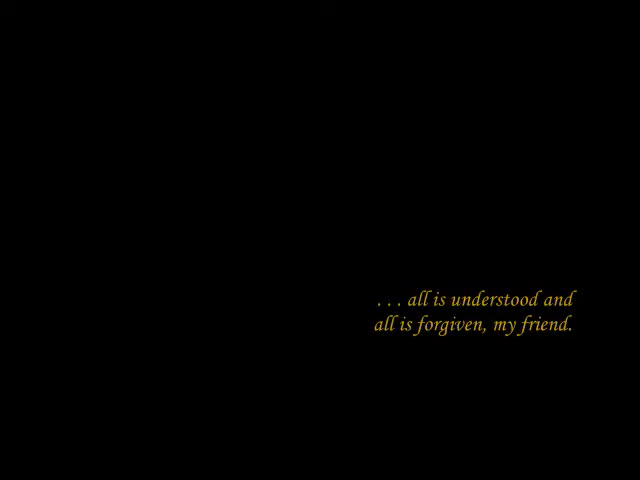 . . . all is understood and
all is forgiven, my friend.